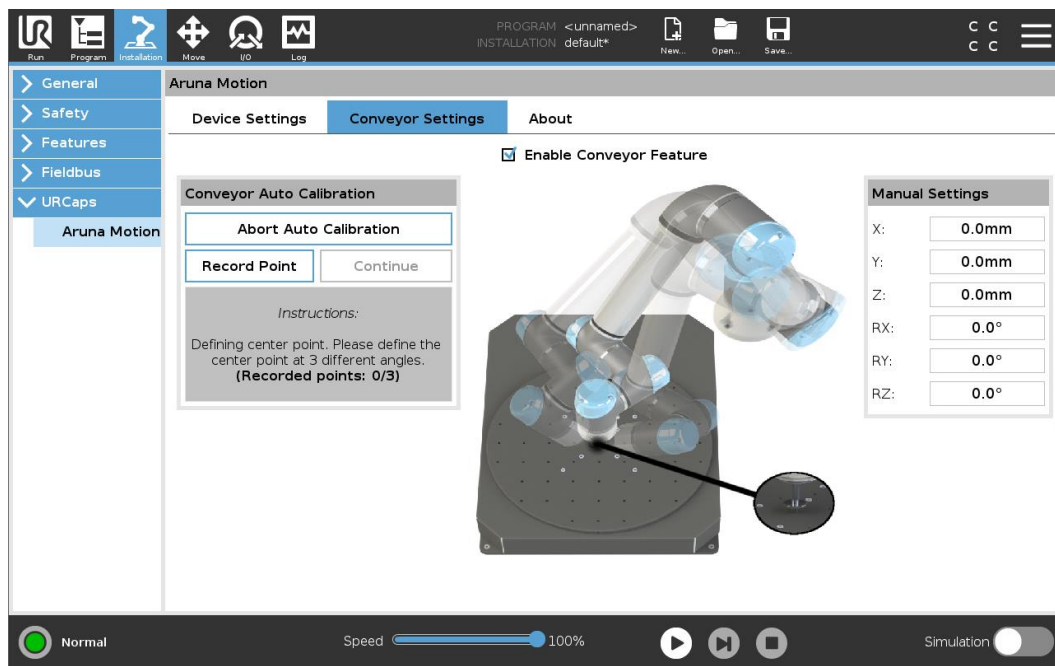 PROGRAM <unnamed>
INSTALLATION default*
Run Program Installation Move I/O Log New... Open... Save...
C C
C C
General
Safety
Features
Fieldbus
URCaps
Aruna Motion
Aruna Motion
Device Settings Conveyor Settings About
Enable Conveyor Feature
Conveyor Auto Calibration
Abort Auto Calibration
Record Point Continue
Instructions:
Defining center point. Please define the
center point at 3 different angles.
(Recorded points: 0/3)
Manual Settings
X: 0.0mm
Y: 0.0mm
Z: 0.0mm
RX: 0.0°
RY: 0.0°
RZ: 0.0°
Normal Speed 100% Simulation